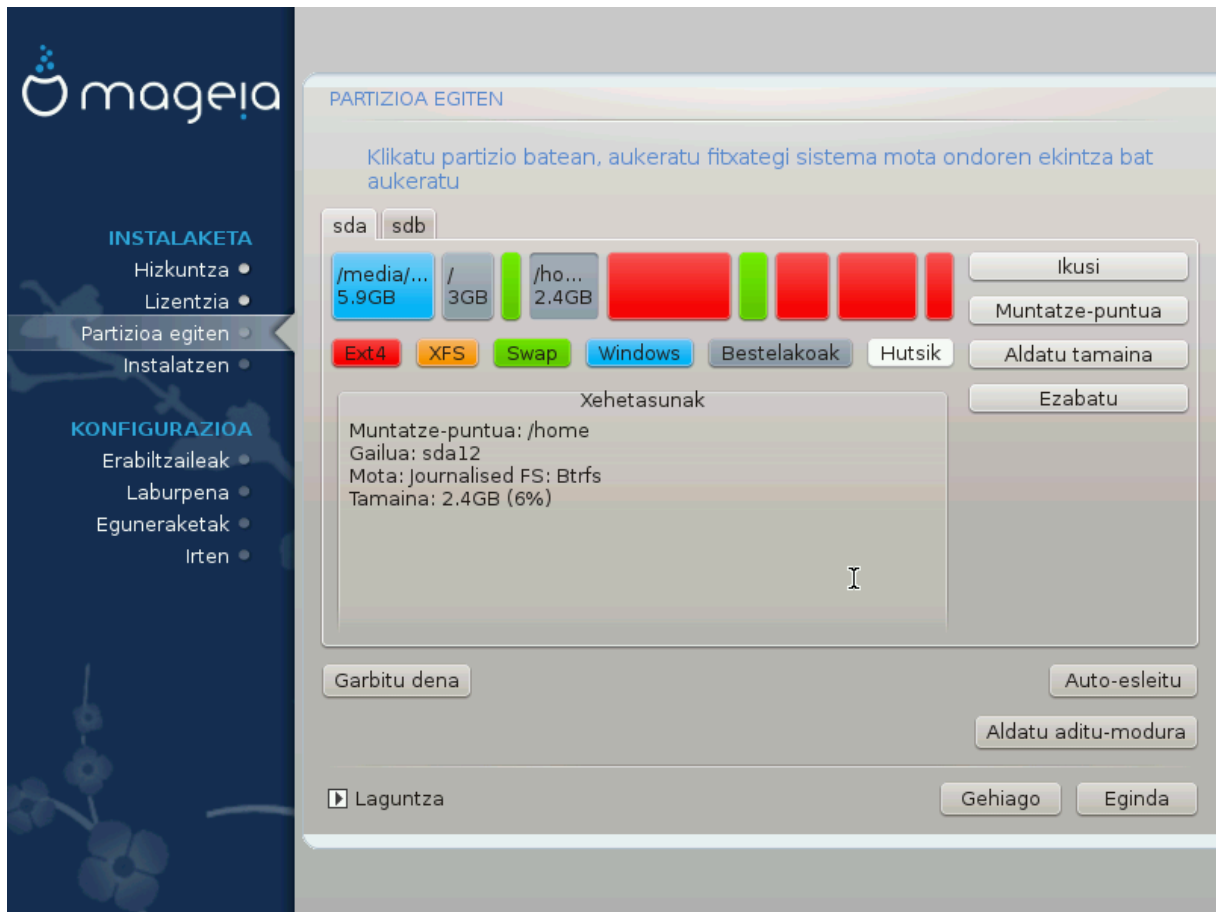 mageia
INSTALAKETA
Hizkuntza
Lizentzia
Partizioa egiten
Instalatzen
KONFIGURAZIOA
Erabiltzaileak
Laburpena
Eguneraketak
Irten
PARTIZIOA EGITEN
Klikatu partizio batean, aukeratu fitxategi sistema mota ondoren ekintza bat
aukeratu
sda sdb
/media/... / /ho...
5.9GB 3GB 2.4GB
Ext4 XFS Swap Windows Bestelakoak Hutsik
Ikusi
Muntatze-puntua
Aldatu tamaina
Ezabatu
Xehetasunak
Muntatze-puntua: /home
Gailua: sda12
Mota: Journalised FS: Btrfs
Tamaina: 2.4GB (6%)
Garbitu dena Auto-esleitu
Aldatu aditu-modura
Laguntza Gehiago Eginda